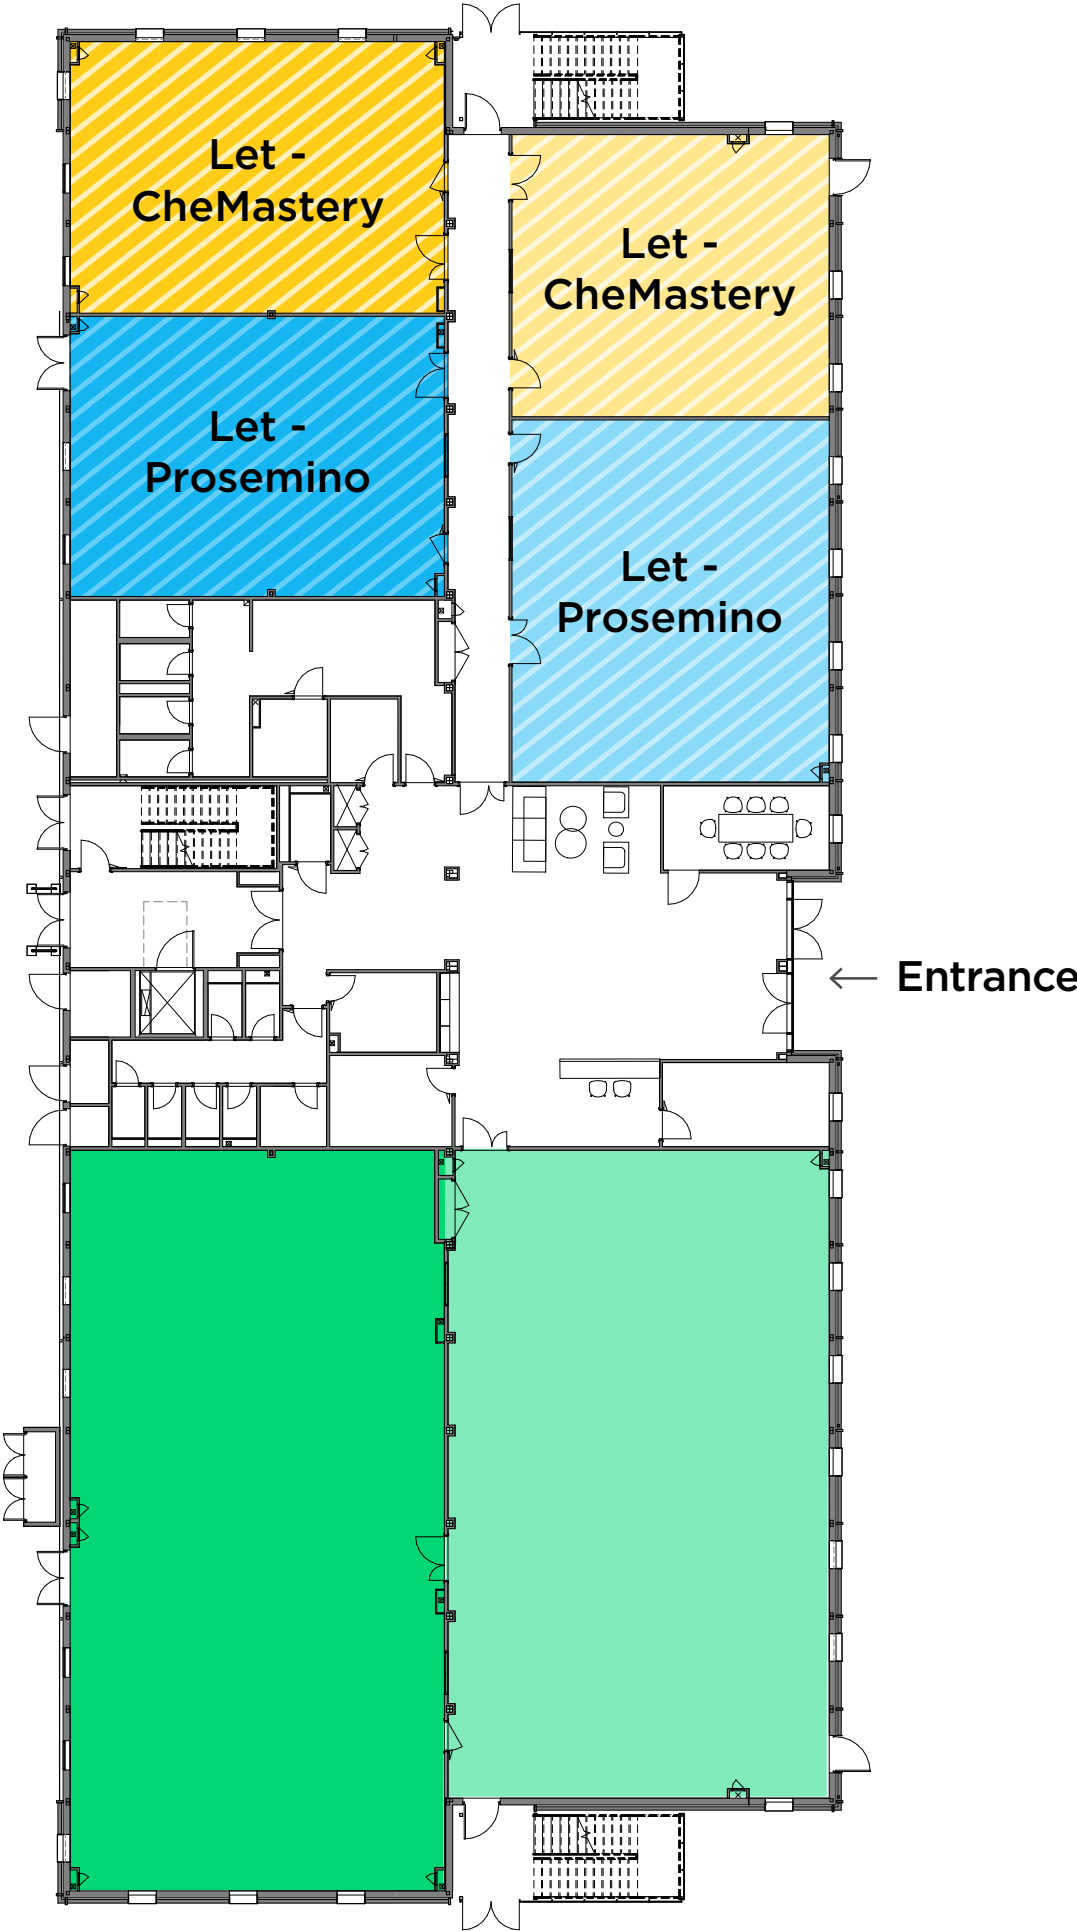 Let -
CheMastery
Let -
CheMastery
Let -
Prosemino
Let -
Prosemino
Entrance